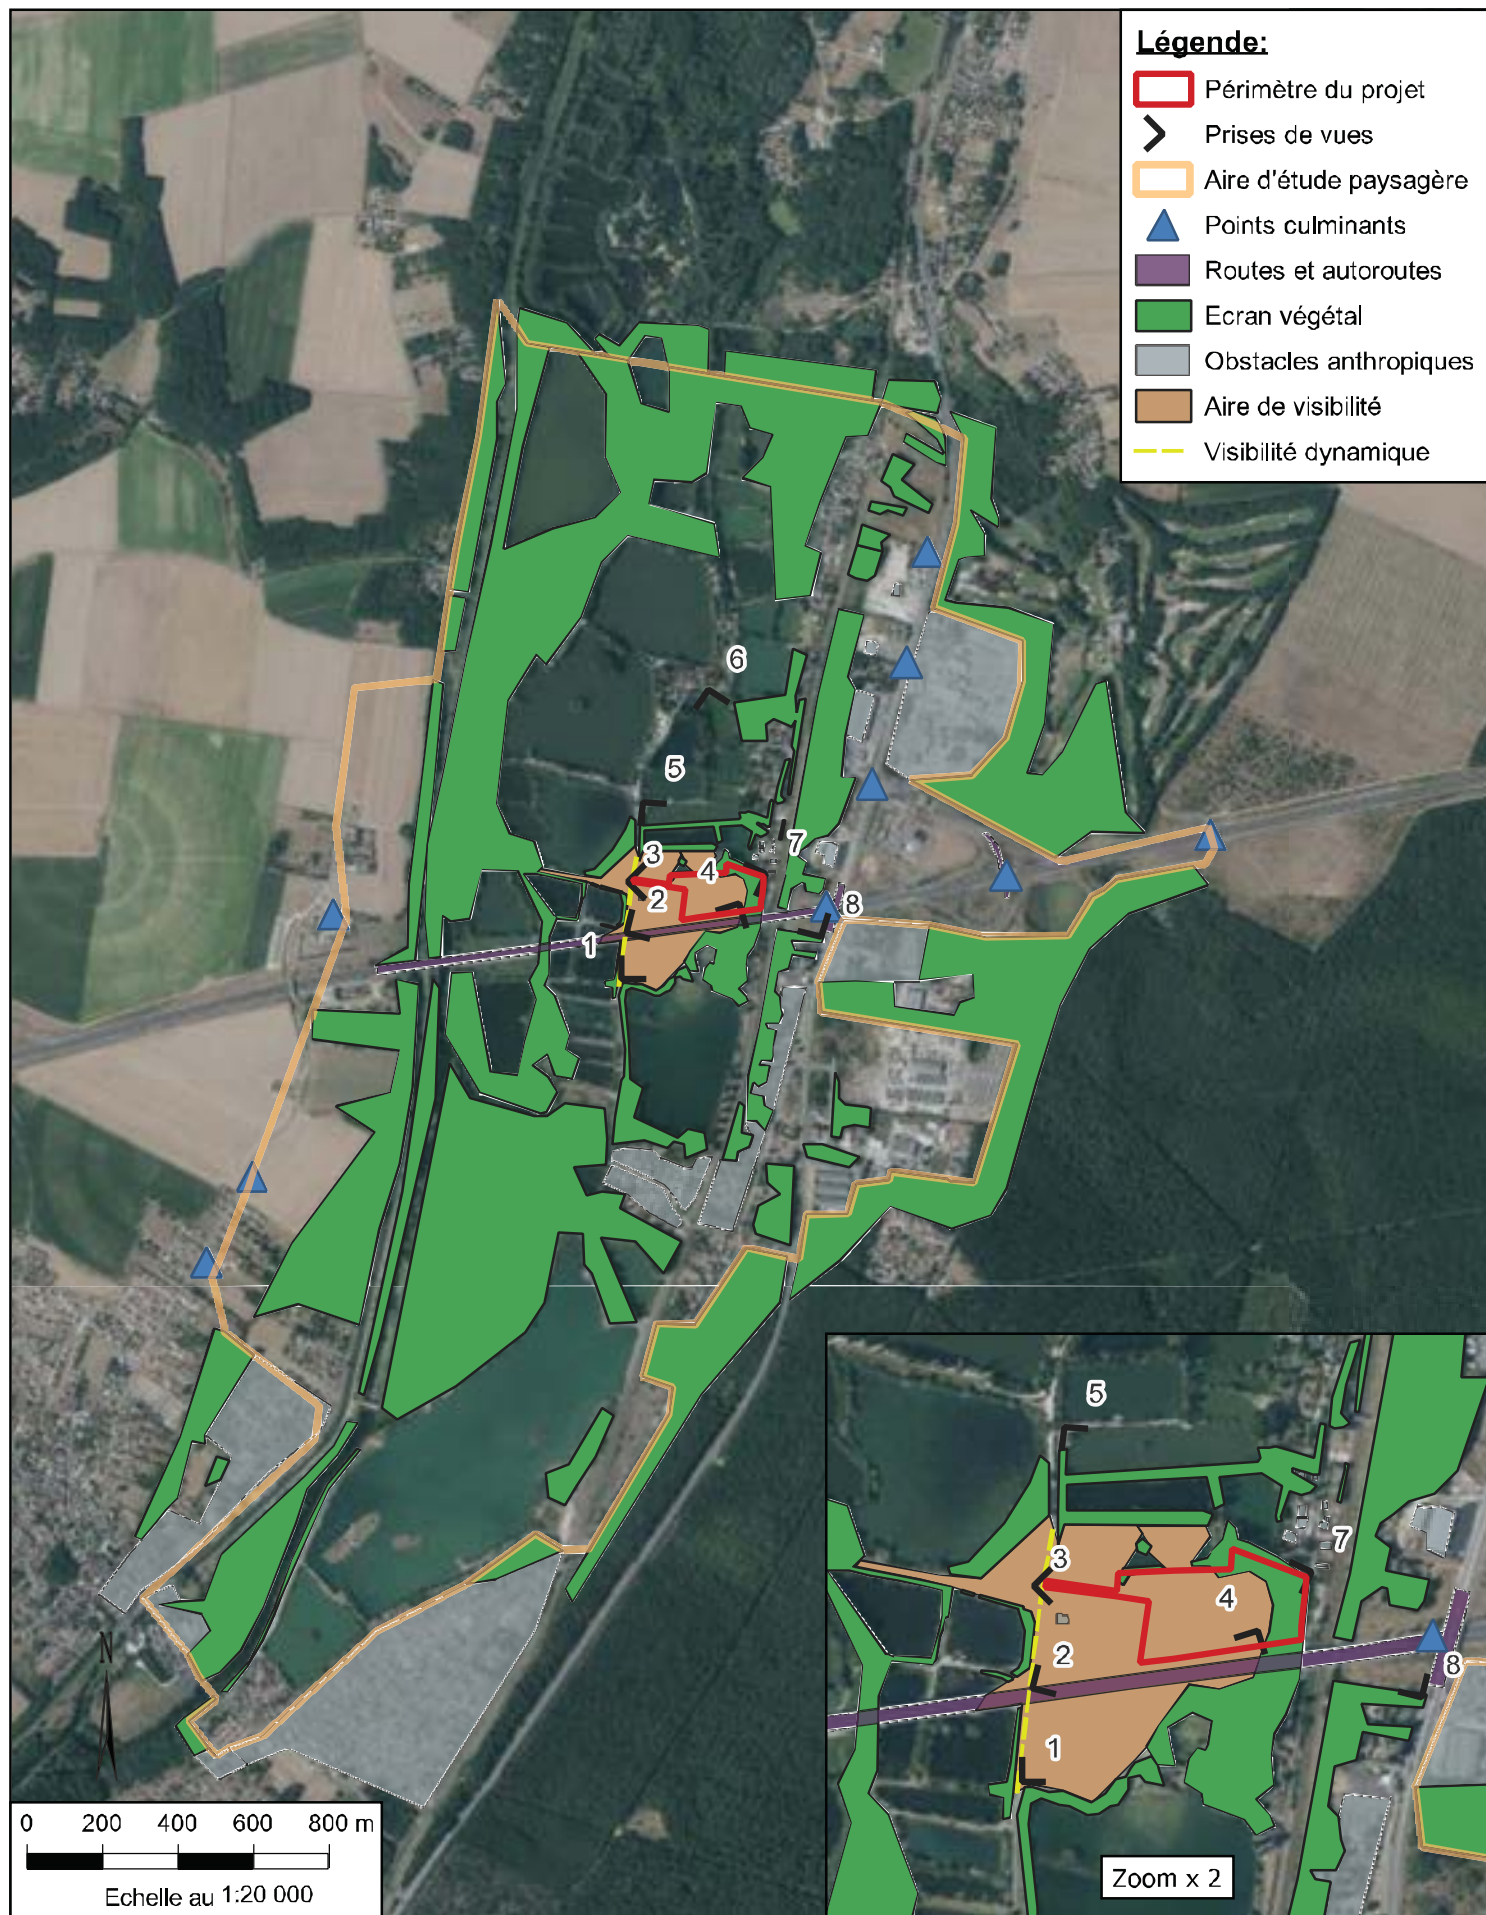 Légende:
Périmètre du projet
Prises de vues
Aire d'étude paysagère
Points culminants
Routes et autoroutes
Ecran végétal
Obstacles anthropiques
Aire de visibilité
Visibilité dynamique
6
5
7
3
4
2
8
1
5
7
3
4
2
8
1
Zoom x 2
N
0 200 400 600 800 m
Echelle au 1:20 000